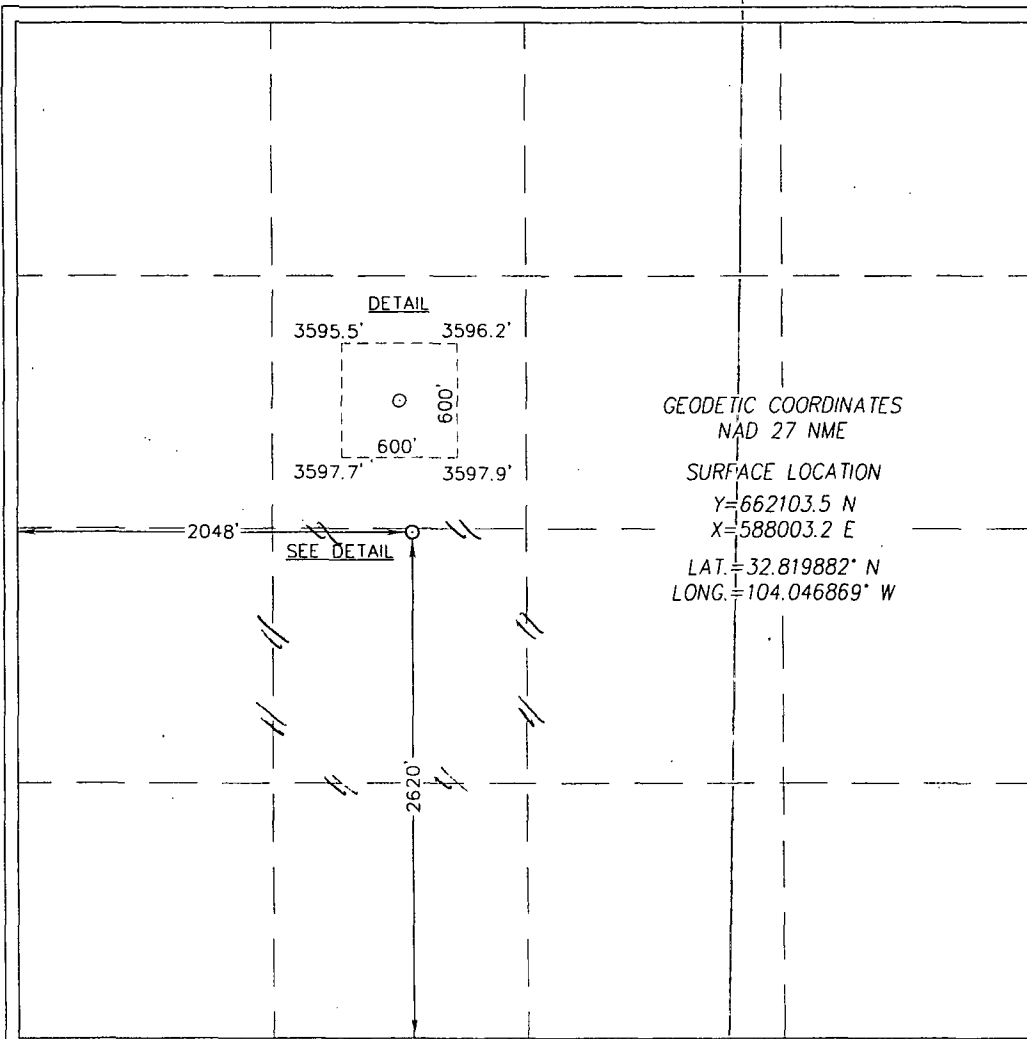 DETAIL
3595.5' 3596.2'
600'
600'
3597.7' 3597.9'
GEODETIC COORDINATES
NAD 27 NME
SURFACE LOCATION
Y=662103.5 N
X=588003.2 E
LAT.=32.819882° N
LONG.=104.046869° W
2048'
SEE DETAIL
2620'